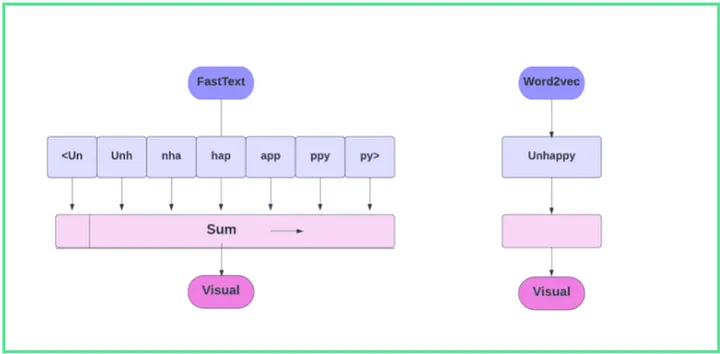 FastText
Word2vec
<Un Unh nha hap app ppy py>
Unhappy
Sum
Visual
Visual